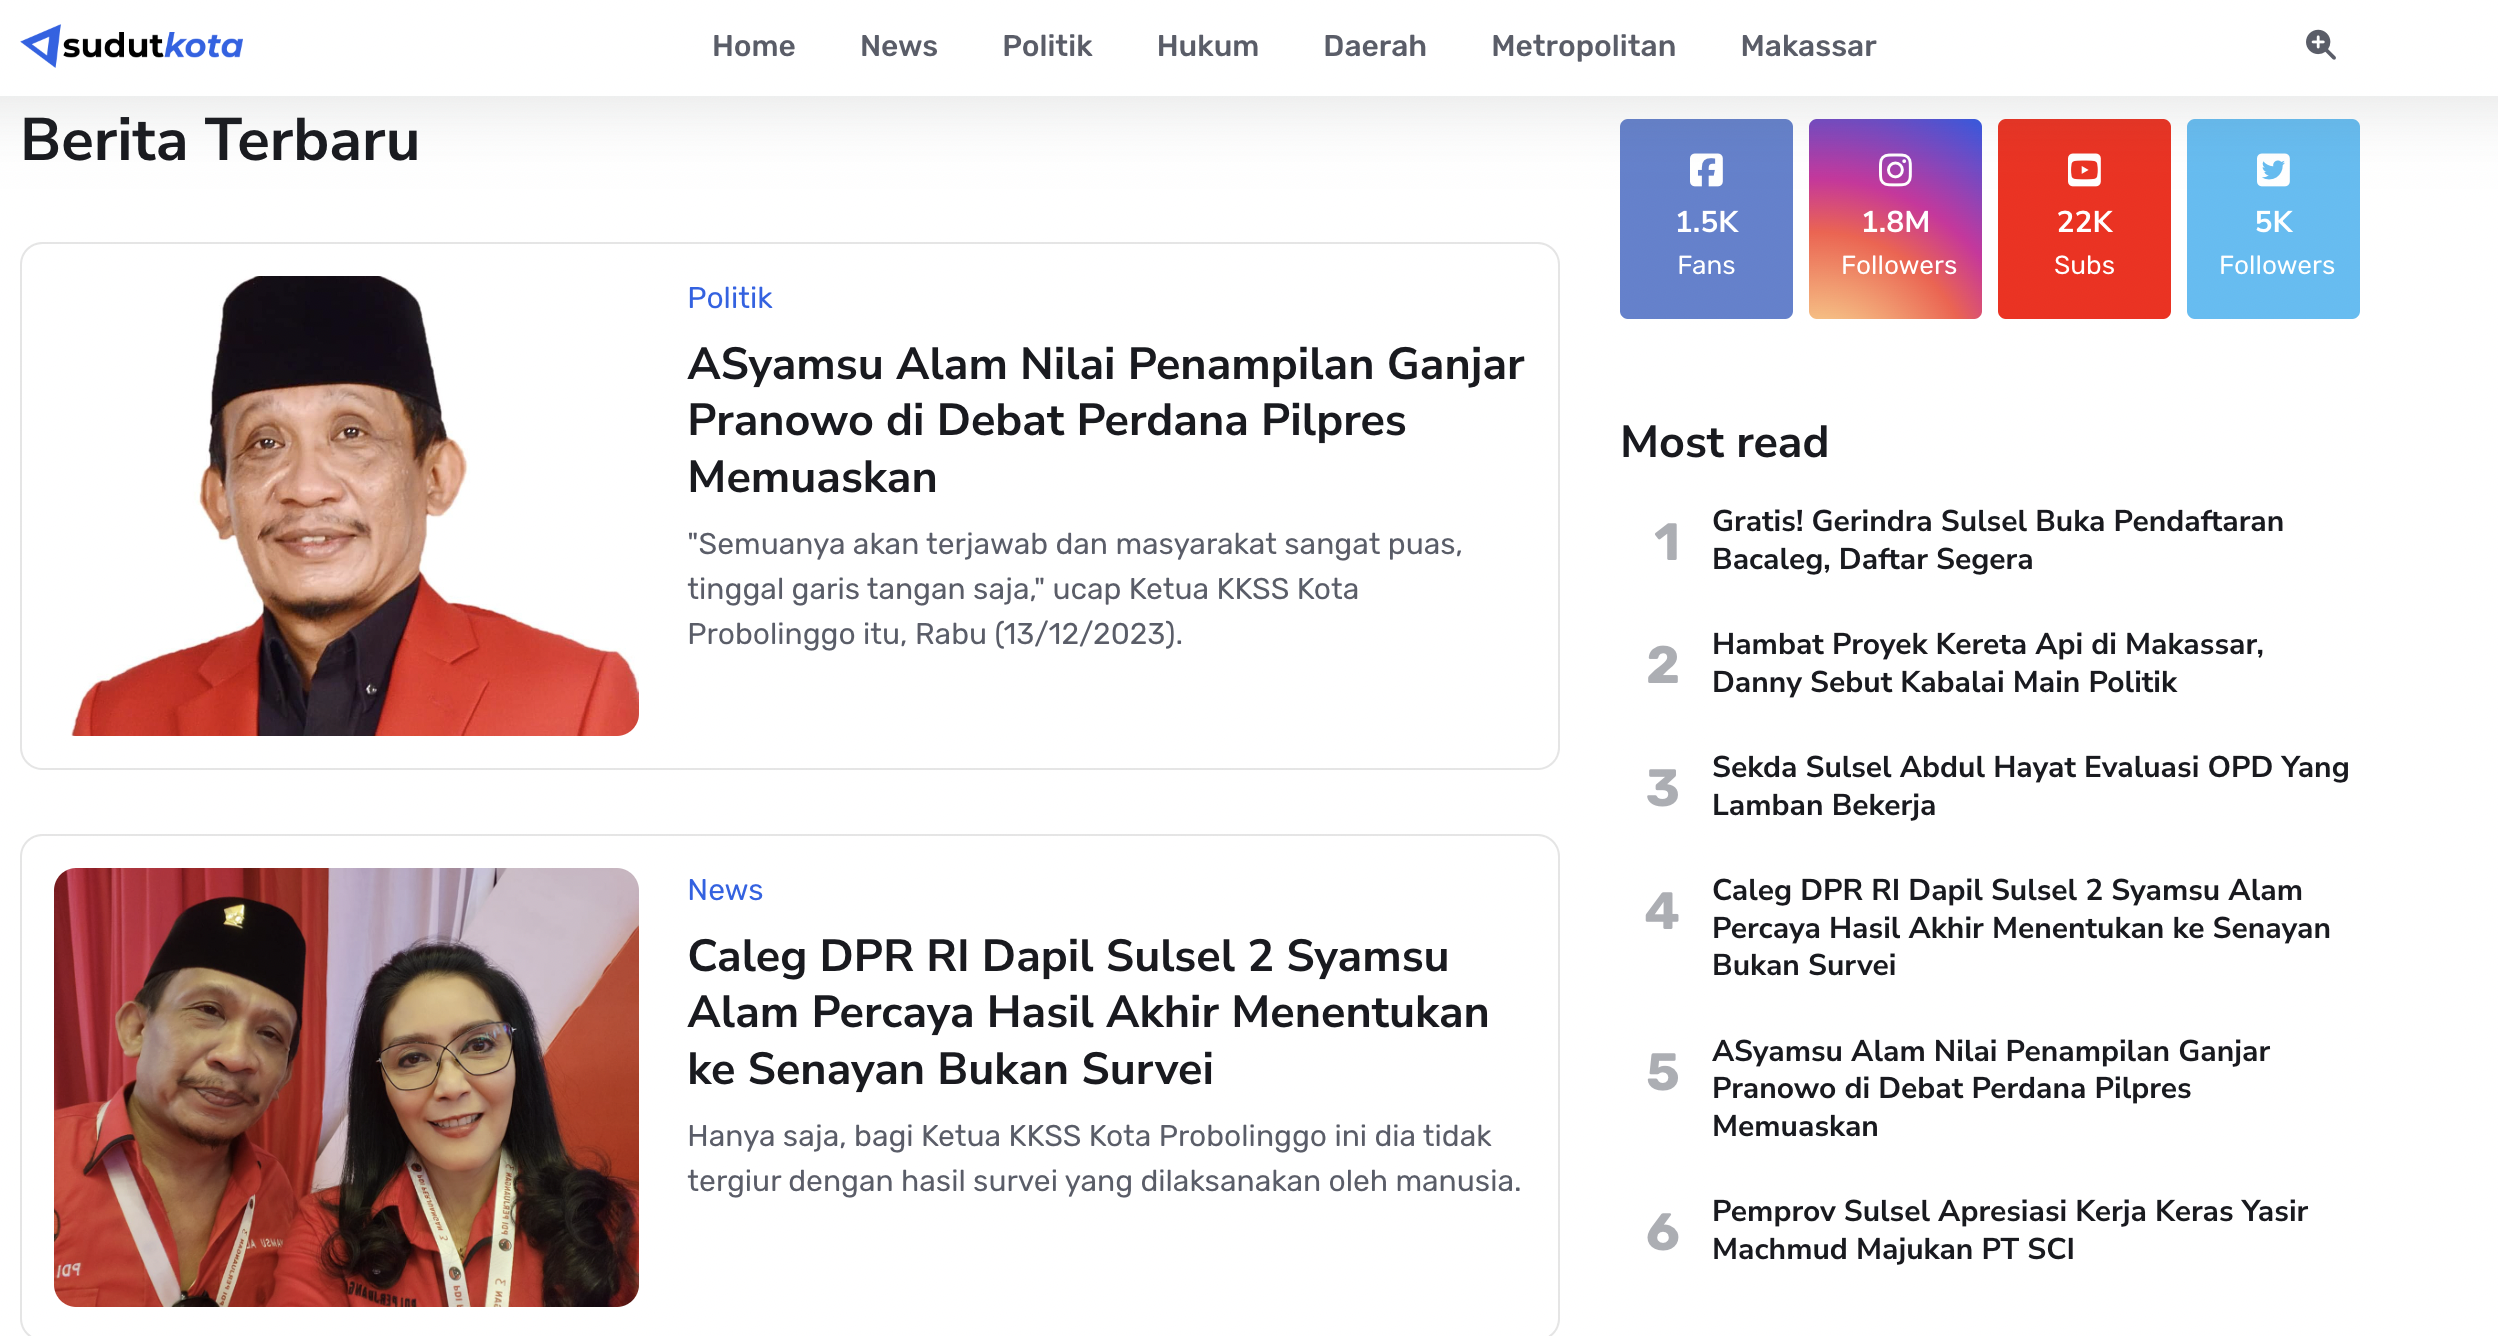 sudutkota
Home News Politik Hukum Daerah Metropolitan Makassar
Berita Terbaru
Politik
ASyamsu Alam Nilai Penampilan Ganjar
Pranowo di Debat Perdana Pilpres
Memuaskan
"Semuanya akan terjawab dan masyarakat sangat puas,
tinggal garis tangan saja," ucap Ketua KKSS Kota
Probolinggo itu, Rabu (13/12/2023).
News
Caleg DPR RI Dapil Sulsel 2 Syamsu
Alam Percaya Hasil Akhir Menentukan
ke Senayan Bukan Survei
Hanya saja, bagi Ketua KKSS Kota Probolinggo ini dia tidak
tergiur dengan hasil survei yang dilaksanakan oleh manusia.
1.5K
Fans
1.8M
Followers
22K
Subs
5K
Followers
Most read
1
Gratis! Gerindra Sulsel Buka Pendaftaran
Bacaleg, Daftar Segera
2
Hambat Proyek Kereta Api di Makassar,
Danny Sebut Kabalai Main Politik
3
Sekda Sulsel Abdul Hayat Evaluasi OPD Yang
Lamban Bekerja
4
Caleg DPR RI Dapil Sulsel 2 Syamsu Alam
Percaya Hasil Akhir Menentukan ke Senayan
Bukan Survei
5
ASyamsu Alam Nilai Penampilan Ganjar
Pranowo di Debat Perdana Pilpres
Memuaskan
6
Pemprov Sulsel Apresiasi Kerja Keras Yasir
Machmud Majukan PT SCI